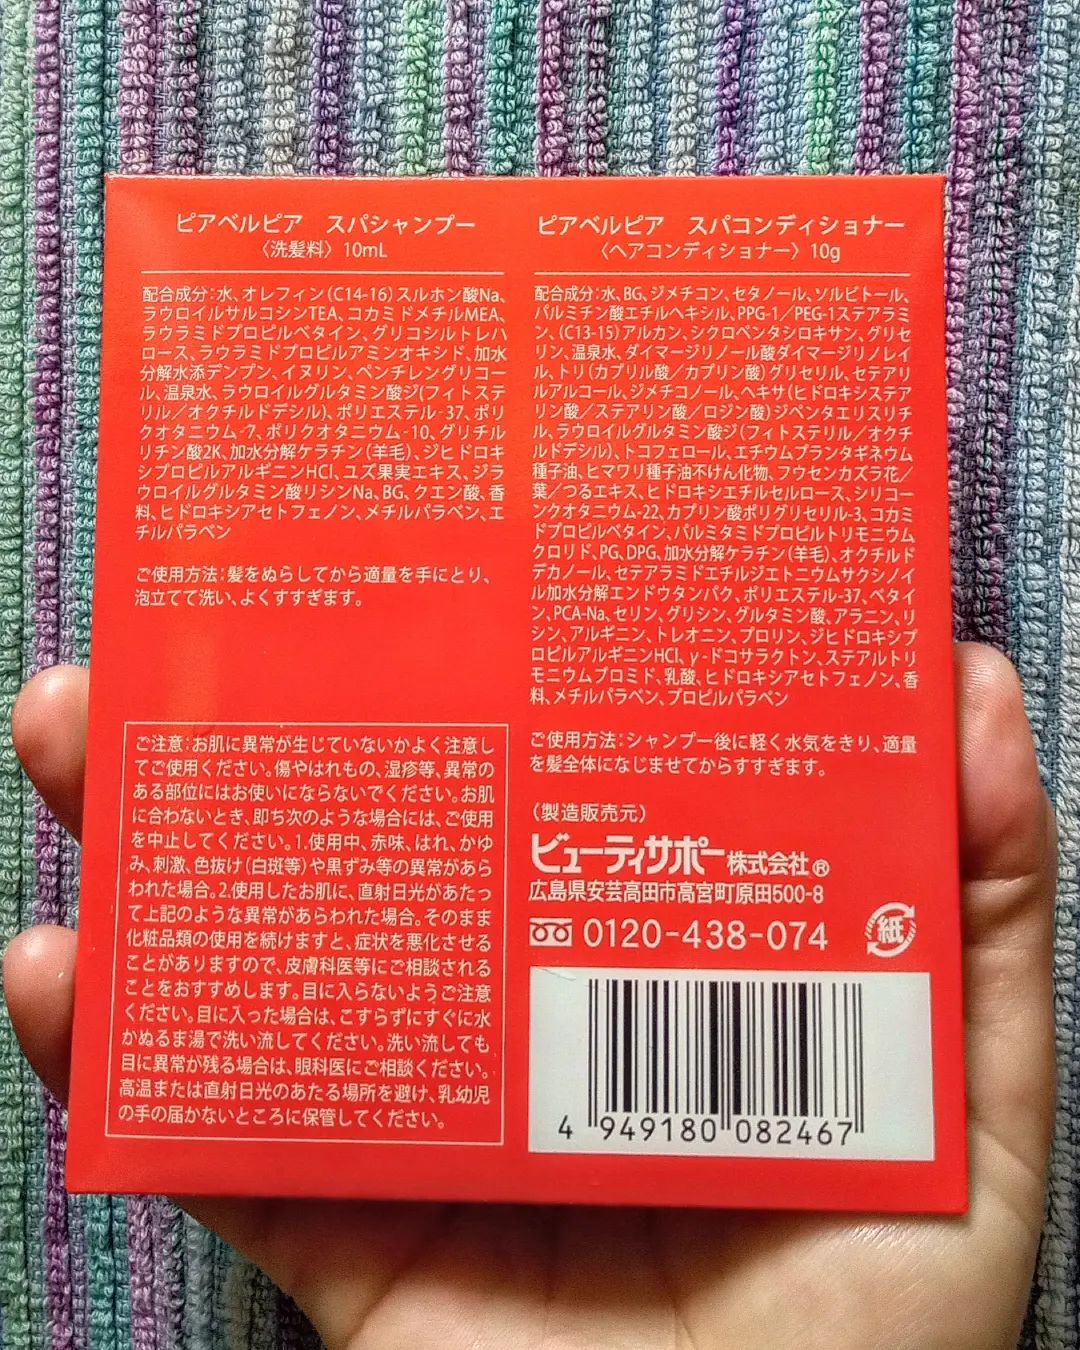 ピアベルピア　スパシャンプー
〈洗髪料〉10mL
配合成分:水、オレフィン(C14-16)スルホン酸Na、
ラウロイルサルコシンTEA、コカミドメチルMEA、
ラウラミドプロピルベタイン、グリコシルトレハ
ロース、ラウラミドプロピルアミンオキシド、加水
分解水添デンプン、イヌリン、ペンチレングリコー
ル、温泉水、ラウロイルグルタミン酸ジ(フィトステ
リル/オクチルドデシル)、ポリエステル-37、ポリ
クオタニウム-7、ポリクオタニウム-10、グリチル
リチン酸2K、加水分解ケラチン(羊毛)、ジヒドロキ
シプロピルアルギニンHCl、ユズ果実エキス、ジラ
ウロイルグルタミン酸リシンNa、BG、クエン酸、香
料、ヒドロキシアセトフェノン、メチルパラベン、エ
チルパラベン
ご使用方法:髪をぬらしてから適量を手にとり、
泡立てて洗い、よくすすぎます。
ご注意:お肌に異常が生じていないかよく注意し
てご使用ください。傷やはれもの、湿疹等、異常の
ある部位にはお使いにならないでください。お肌
に合わないとき、即ち次のような場合には、ご使用
を中止してください。1.使用中、赤味、はれ、かゆ
み、刺激、色抜け(白斑等)や黒ずみ等の異常があら
われた場合。2.使用したお肌に、直射日光があたっ
て上記のような異常があらわれた場合。そのまま
化粧品類の使用を続けますと、症状を悪化させる
ことがありますので、皮膚科医等にご相談される
ことをおすすめします。目に入らないようご注意
ください。目に入った場合は、こすらずにすぐに水
かぬるま湯で洗い流してください。洗い流しても
目に異常が残る場合は、眼科医にご相談ください。
高温または直射日光のあたる場所を避け、乳幼児
の手の届かないところに保管してください。
ピアベルピア　スパコンディショナー
〈ヘアコンディショナー〉10g
配合成分:水、BG、ジメチコン、セタノール、ソルビトール、
パルミチン酸エチルヘキシル、PPG-1/PEG-1ステアラミ
ン、(C13-15)アルカン、シクロペンタシロキサン、グリセ
リン、温泉水、ダイマージリノール酸ダイマージリノレイ
ル、トリ(カプリル酸/カプリン酸)グリセリル、セテアリ
ルアルコール、ジメチコノール、ヘキサ(ヒドロキシステア
リン酸/ステアリン酸/ロジン酸)ジペンタエリスリチ
ル、ラウロイルグルタミン酸ジ(フィトステリル/オクチ
ルドデシル)、トコフェロール、エチウムプランタギネウム
種子油、ヒマワリ種子油不けん化物、フウセンカズラ花/
葉/つるエキス、ヒドロキシエチルセルロース、シリコー
ンクオタニウム-22、カプリン酸ポリグリセリル-3、コカミ
ドプロピルベタイン、パルミタミドプロピルトリモニウム
クロリド、PG、DPG、加水分解ケラチン(羊毛)、オクチルド
デカノール、セテアラミドエチルジエトニウムサクシノイ
ル加水分解エンドウタンパク、ポリエステル-37、ベタイ
ン、PCA-Na、セリン、グリシン、グルタミン酸、アラニン、リ
シン、アルギニン、トレオニン、プロリン、ジヒドロキシプ
ロピルアルギニンHCl、γ-ドコサラクトン、ステアルトリ
モニウムブロミド、乳酸、ヒドロキシアセトフェノン、香
料、メチルパラベン、プロピルパラベン
ご使用方法:シャンプー後に軽く水気をきり、適量
を髪全体になじませてからすすぎます。
(製造販売元)
ビューティサポー株式会社®
広島県安芸高田市高宮町原田500-8
0120-438-074
紙
4 949180 082467